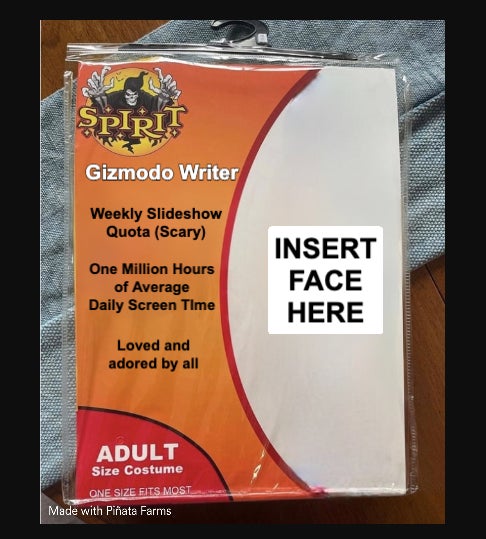 SPIRIT
Gizmodo Writer
Weekly Slideshow
Quota (Scary)
One Million Hours
of Average
Daily Screen TIme
Loved and
adored by all
INSERT
FACE
HERE
ADULT
Size Costume
ONE SIZE FITS MOST
Made with Piñata Farms